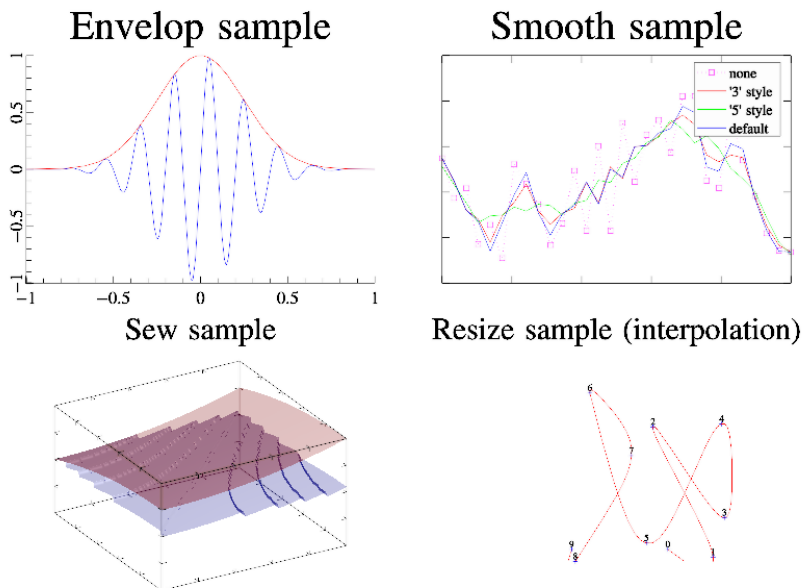 Envelop sample
Smooth sample
1
0.5
0
−0.5
−1
−1
−0.5
0
0.5
1
none
'3' style
'5' style
default
Sew sample
Resize sample (interpolation)
6
2
4
7
3
5
0
1
9
8